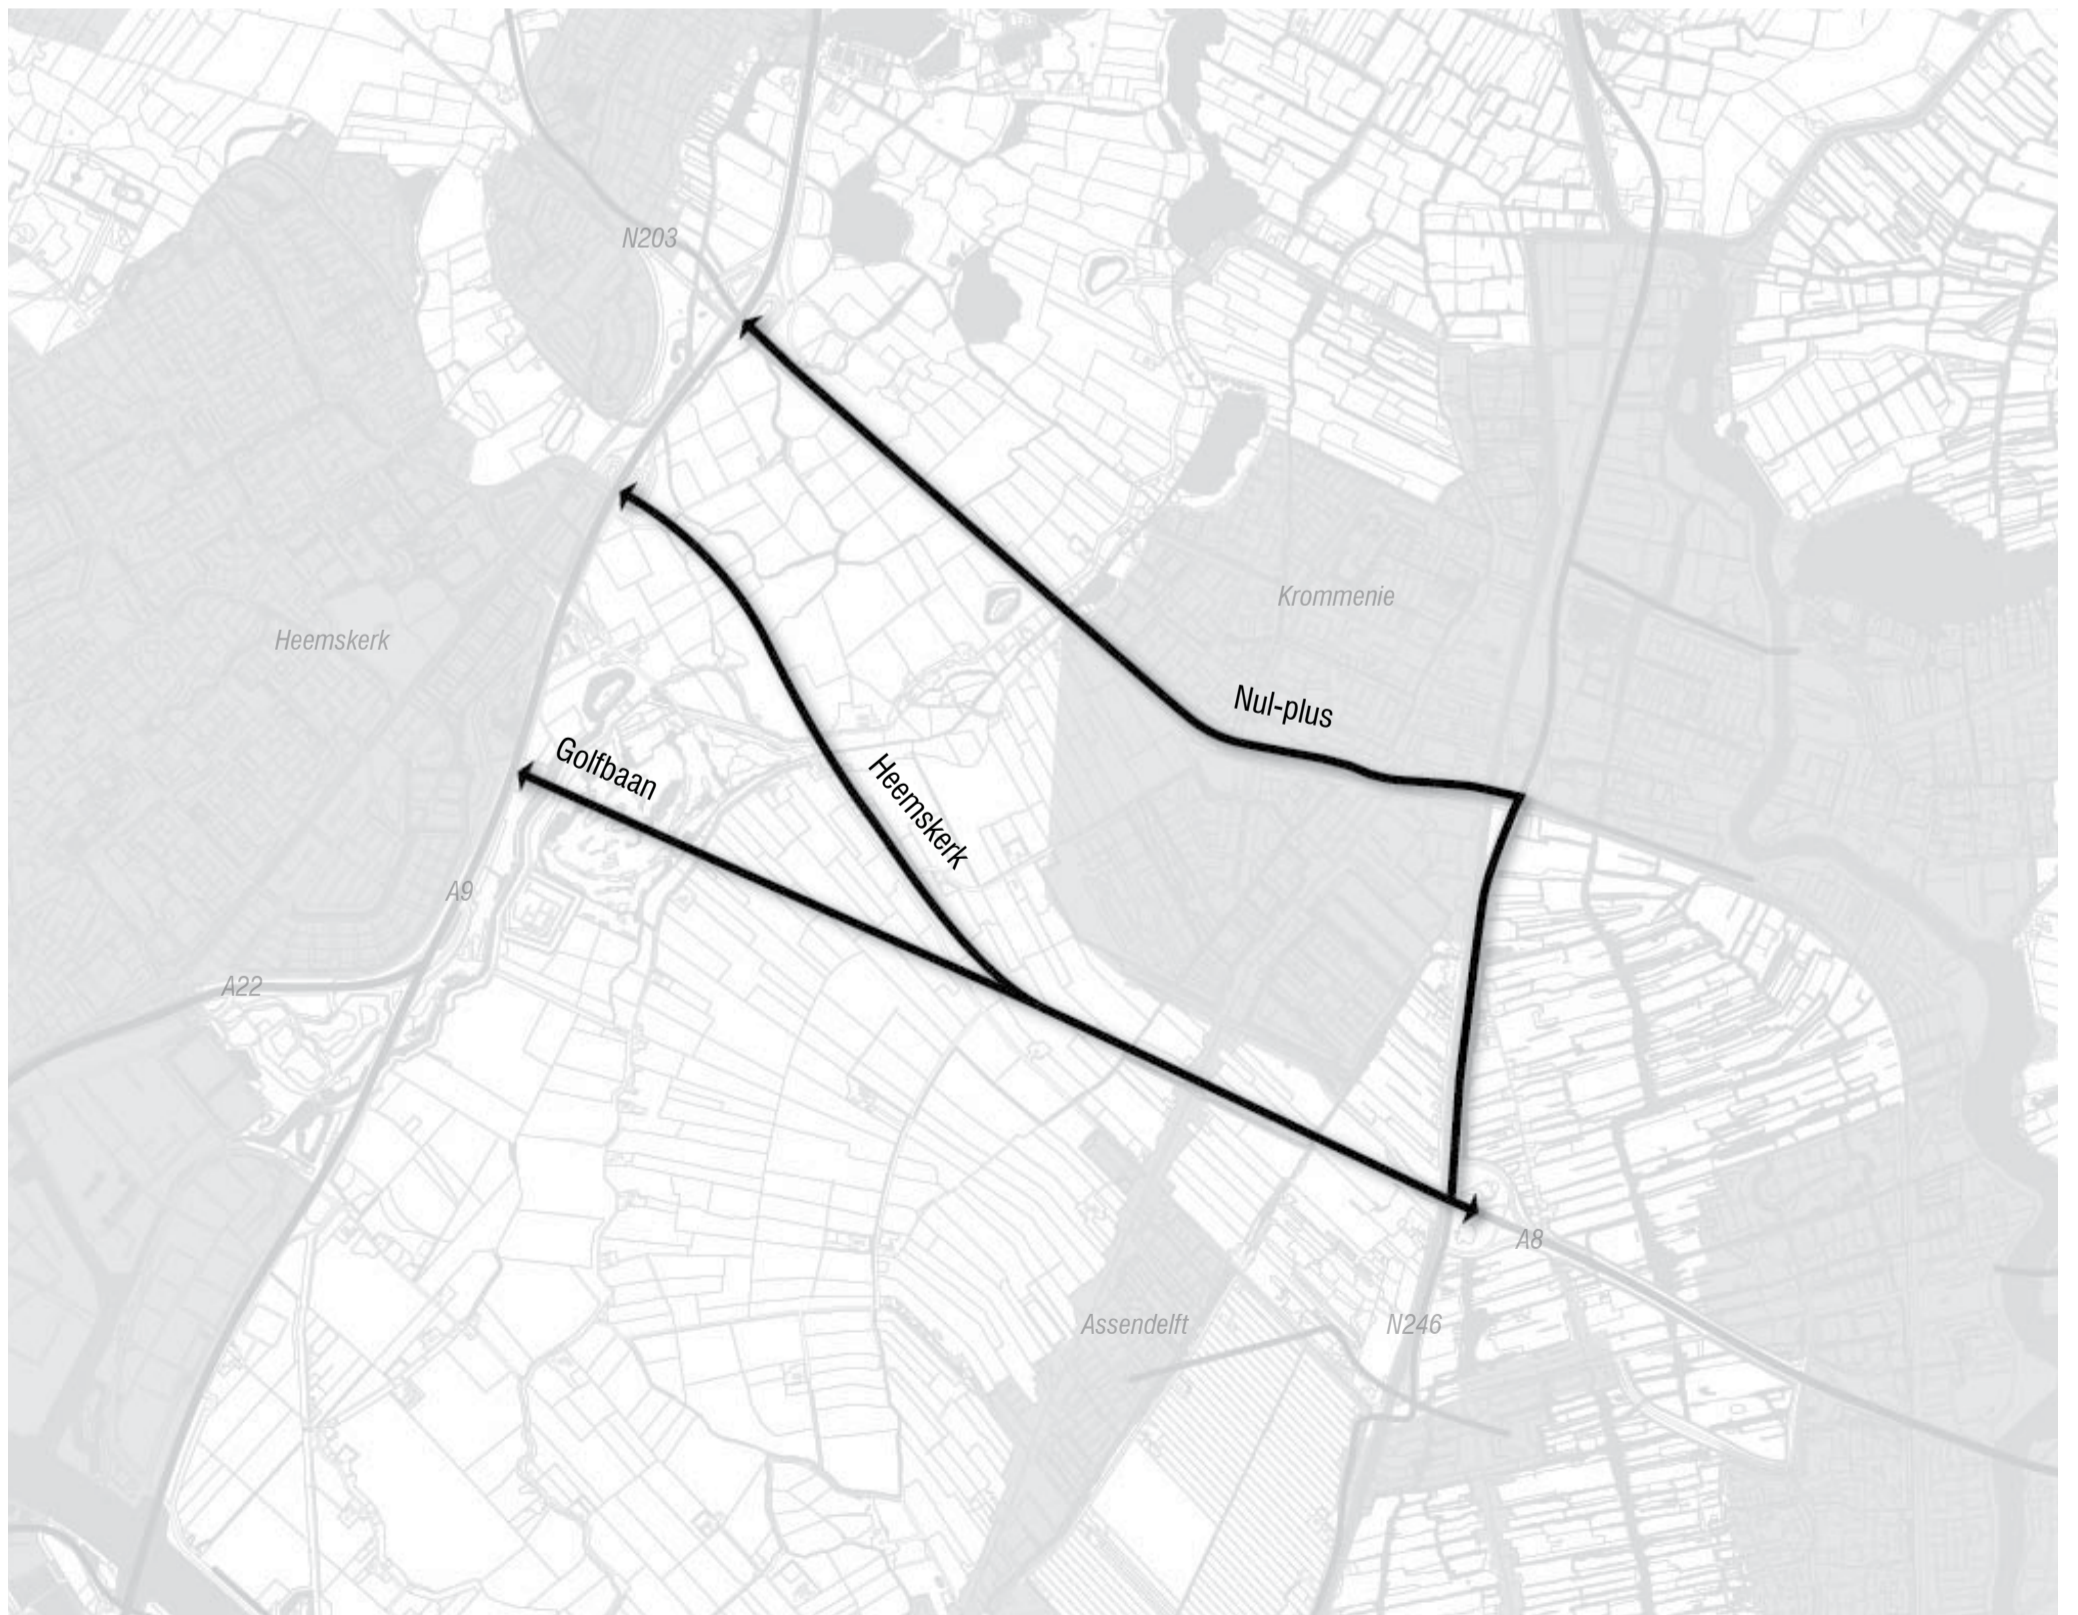 N203
Krommenie
Heemskerk
Nul-plus
Golfbaan
Heemskerk
A9
A22
A8
Assendelft
N246